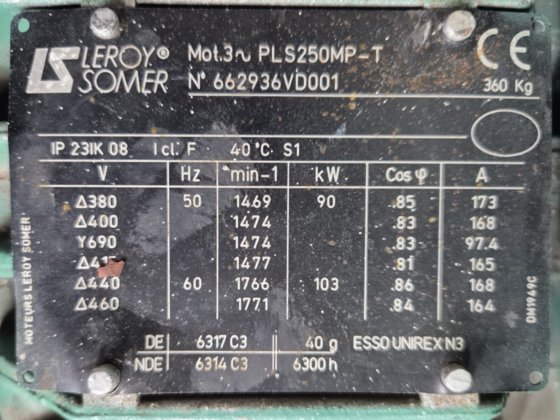 LEROY®
SOMER
Mot.3~ PLS250MP-T
N° 662936VD001
CE
360 Kg
IP 23IK 08 I cl. F 40°C S1
V Hz min-1 kW Cos φ A
Δ380 50 1469 90 .85 173
Δ400 1474 .83 168
Y690 1474 .83 97.4
1477 .81 165
Δ440 60 1766 103 .86 168
Δ460 1771 .84 164
DE 6317 C3 40 g ESSO UNIREX N3
NDE 6314 C3 6300 h
MOTEURS LEROY SOMER
DM1969C